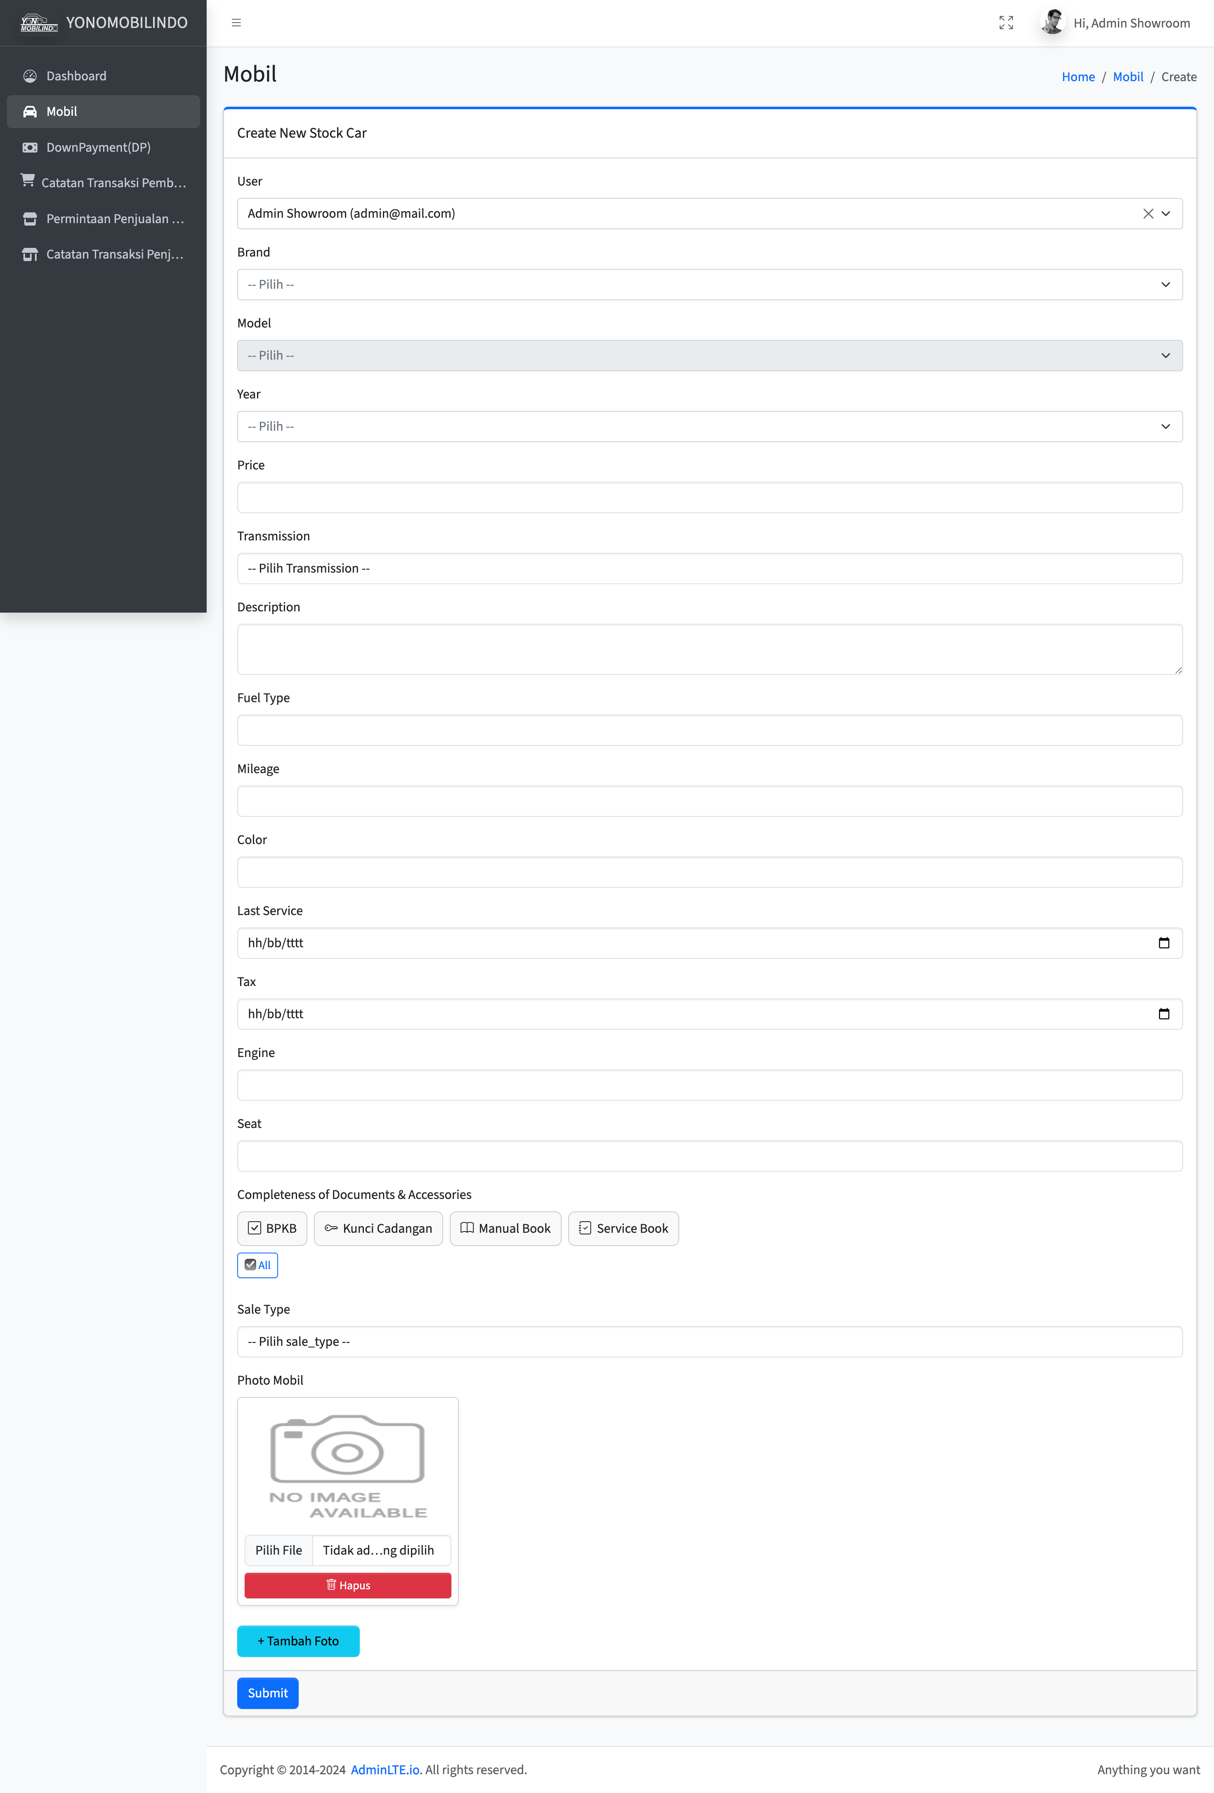 YON
MOBILINDO
YONOMOBILINDO
Hi, Admin Showroom
Dashboard
Mobil
DownPayment(DP)
Catatan Transaksi Pemb...
Permintaan Penjualan ...
Catatan Transaksi Penj...
Mobil
Home / Mobil / Create
Create New Stock Car
User
Admin Showroom (admin@mail.com)
Brand
-- Pilih --
Model
-- Pilih --
Year
-- Pilih --
Price
Transmission
-- Pilih Transmission --
Description
Fuel Type
Mileage
Color
Last Service
hh/bb/tttt
Tax
hh/bb/tttt
Engine
Seat
Completeness of Documents & Accessories
BPKB Kunci Cadangan Manual Book Service Book
All
Sale Type
-- Pilih sale_type --
Photo Mobil
NO IMAGE
AVAILABLE
Pilih File Tidak ad...ng dipilih
Hapus
+ Tambah Foto
Submit
Copyright © 2014-2024 AdminLTE.io. All rights reserved. Anything you want